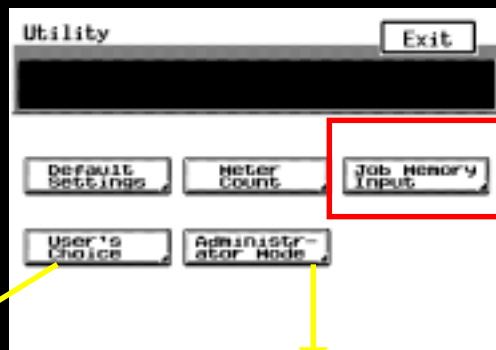 Utility
Exit
Default
Settings
Meter
Count
Job Memory
Input
User's
Choice
Administr-
ator Mode